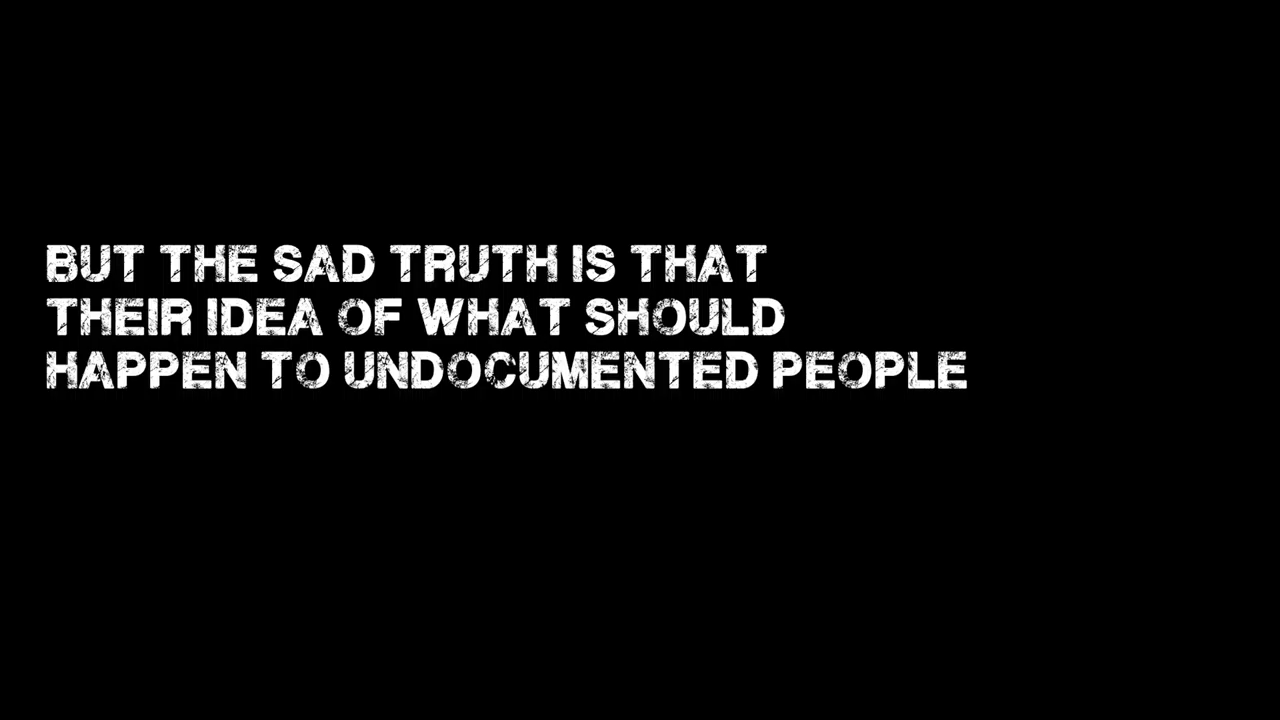 BUT THE SAD TRUTH IS THAT
THEIR IDEA OF WHAT SHOULD
HAPPEN TO UNDOCUMENTED PEOPLE